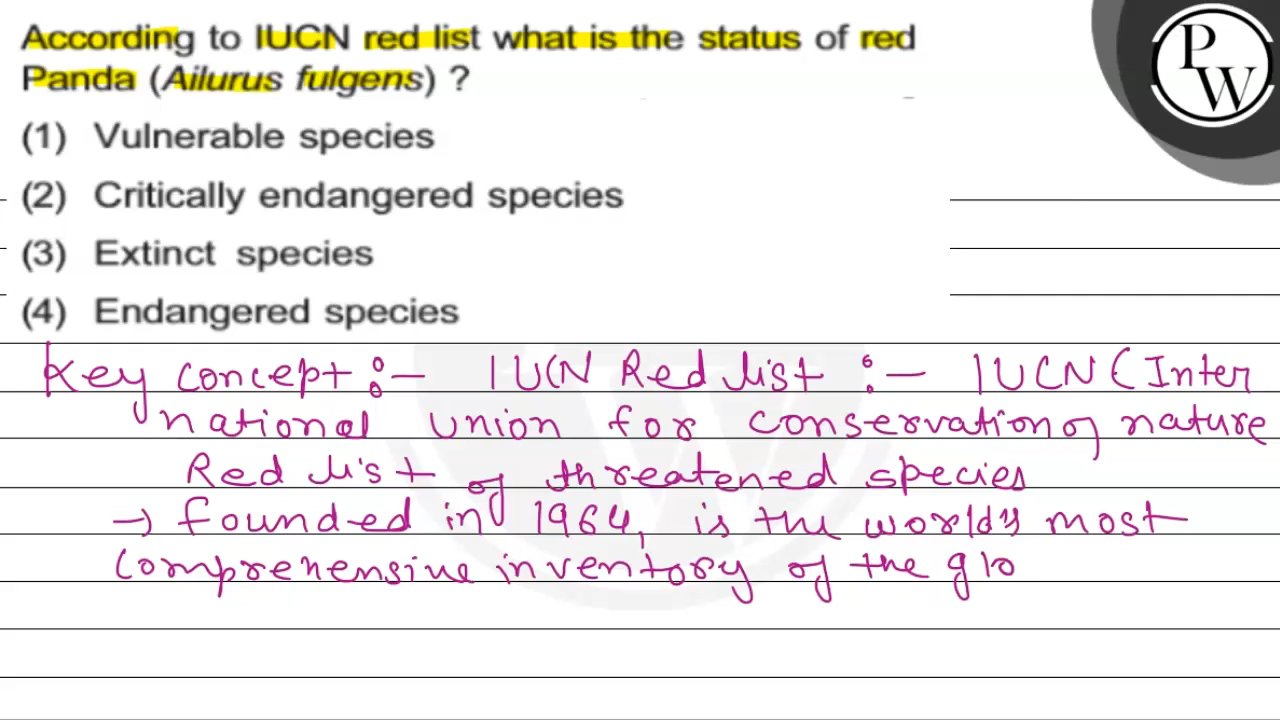 According to IUCN red list what is the status of red
Panda (Ailurus fulgens) ?
(1) Vulnerable species
(2) Critically endangered species
(3) Extinct species
(4) Endangered species
PW
Key concept :- IUCN Red list :- IUCN (Inter
national union for conservation of nature
Red list of threatened species
→ founded in 1964, is the world's most
comprehensive inventory of the glo